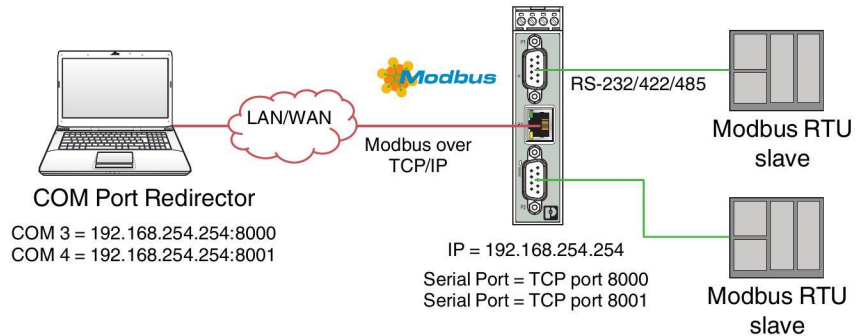 Modbus
LAN/WAN
Modbus over
TCP/IP
RS-232/422/485
Modbus RTU
slave
COM Port Redirector
COM 3 = 192.168.254.254:8000
COM 4 = 192.168.254.254:8001
P1
P2
IP = 192.168.254.254
Serial Port = TCP port 8000
Serial Port = TCP port 8001
Modbus RTU
slave